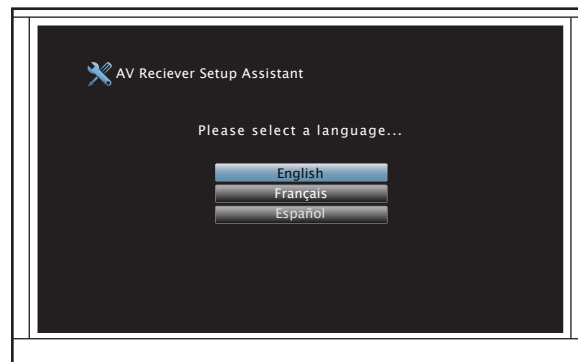 AV Reciever Setup Assistant
Please select a language...
English
Français
Español